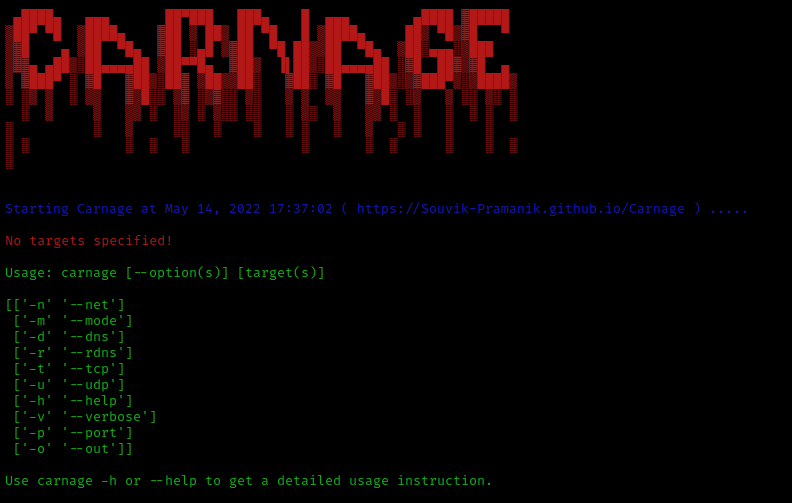 CARNAGE
Starting Carnage at May 14, 2022 17:37:02 ( https://Souvik-Pramanik.github.io/Carnage ) .....
No targets specified!
Usage: carnage [--option(s)] [target(s)]
[['-n' '--net']
['-m' '--mode']
['-d' '--dns']
['-r' '--rdns']
['-t' '--tcp']
['-u' '--udp']
['-h' '--help']
['-v' '--verbose']
['-p' '--port']
['-o' '--out']]
Use carnage -h or --help to get a detailed usage instruction.